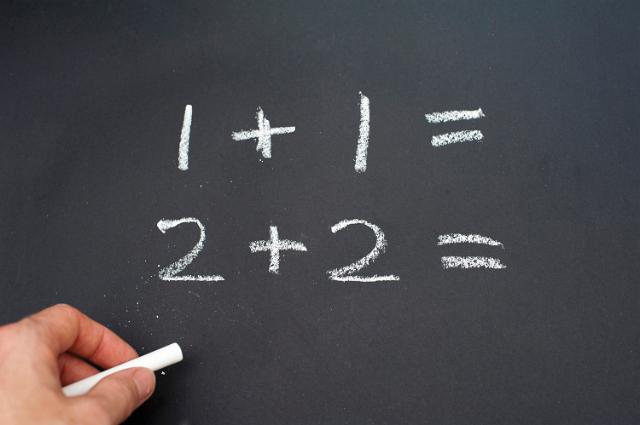 1 + 1 =
2 + 2 =